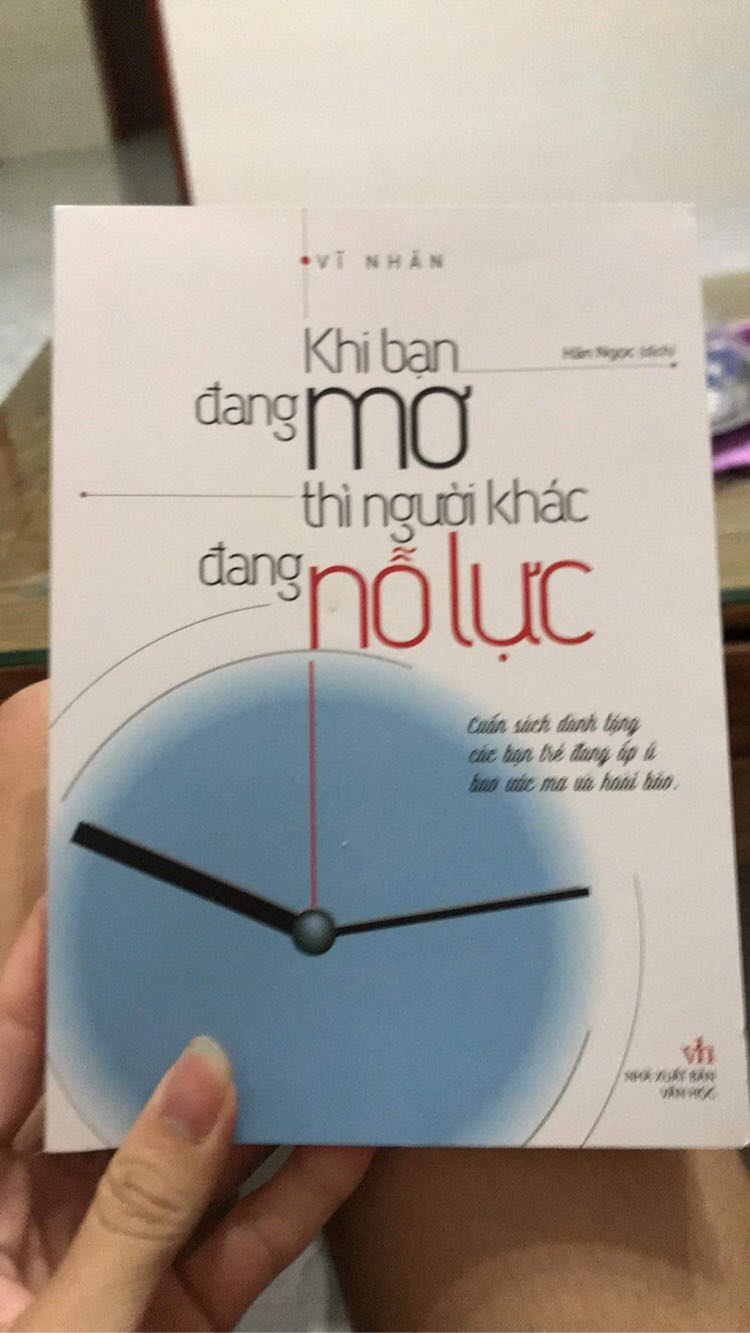 VĨ NHÂN
Khi bạn
Hàn Ngọc (dịch)
đang mơ
thì người khác
đang nỗ lực
Cuốn sách dành tặng
các bạn trẻ đang ấp ủ
bao ước mơ và hoài bão.
vh
NHÀ XUẤT BẢN
VĂN HỌC